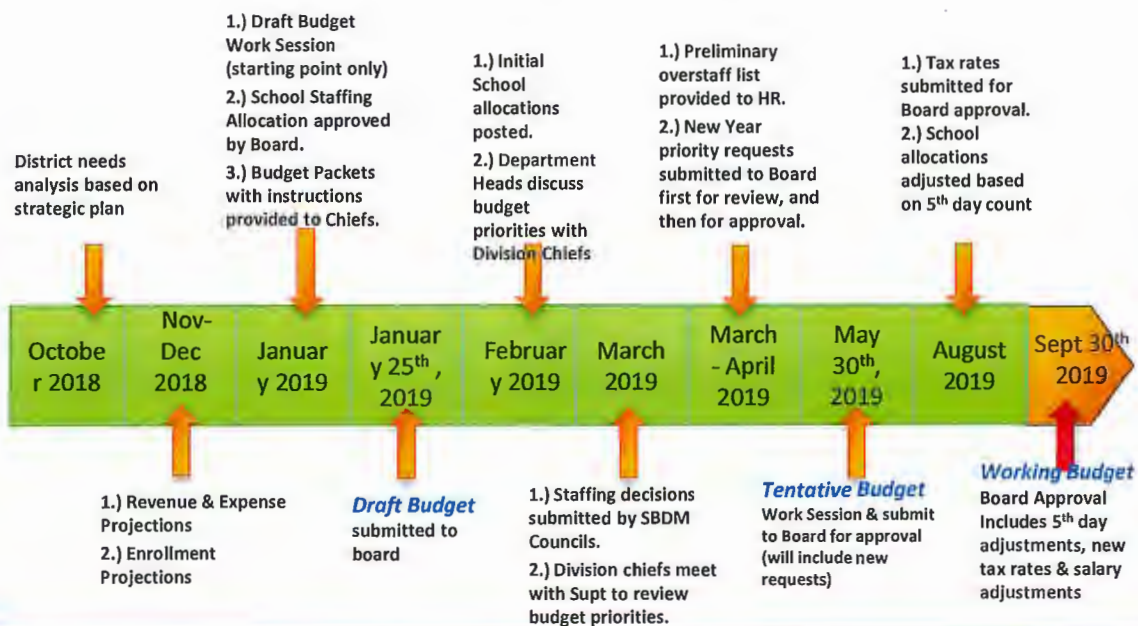 District needs
analysis based on
strategic plan
1.) Draft Budget
Work Session
(starting point only)
2.) School Staffing
Allocation approved
by Board.
3.) Budget Packets
with instructions
provided to Chiefs.
1.) Initial
School
allocations
posted.
2.) Department
Heads discuss
budget
priorities with
Division Chiefs
1.) Preliminary
overstaff list
provided to HR.
2.) New Year
priority requests
submitted to Board
first for review, and
then for approval.
1.) Tax rates
submitted for
Board approval.
2.) School
allocations
adjusted based
on 5th day count
Octobe
r 2018
Nov-
Dec
2018
Januar
y 2019
Januar
y 25th ,
2019
Februar
y 2019
March
2019
March
- April
2019
May
30th,
2019
August
2019
Sept 30th
2019
1.) Revenue & Expense
Projections
2.) Enrollment
Projections
Draft Budget
submitted to
board
1.) Staffing decisions
submitted by SBDM
Councils.
2.) Division chiefs meet
with Supt to review
budget priorities.
Tentative Budget
Work Session & submit
to Board for approval
(will include new
requests)
Working Budget
Board Approval
Includes 5th day
adjustments, new
tax rates & salary
adjustments